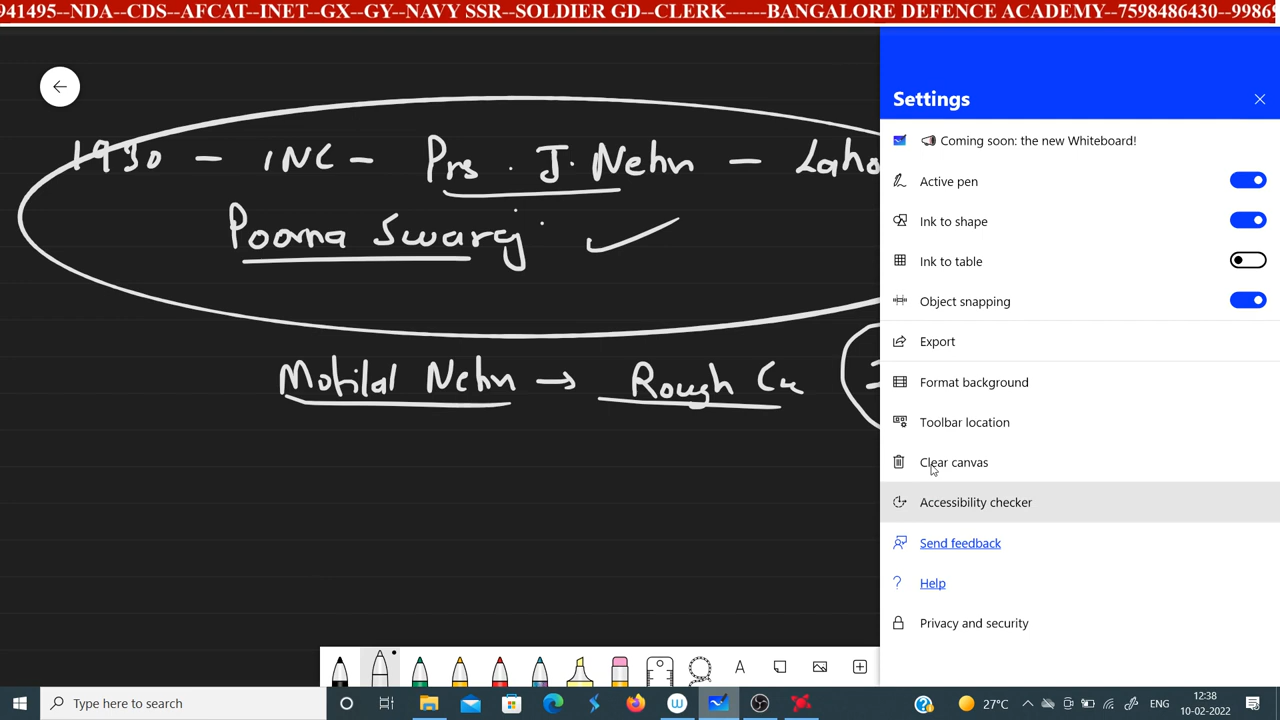 941495--NDA--CDS--AFCAT--INET--GX--GY--NAVY SSR--SOLDIER GD--CLERK------BANGALORE DEFENCE ACADEMY--7598486430--9986
Settings
Coming soon: the new Whiteboard!
Active pen
Ink to shape
Ink to table
Object snapping
Export
Format background
Toolbar location
Clear canvas
Accessibility checker
Send feedback
Help
Privacy and security
1930 - INC - Prs. J. Nehru - Laho
Poorna Swaraj
Motilal Nehru → Rough
Type here to search
27°C
ENG
12:38
10-02-2022